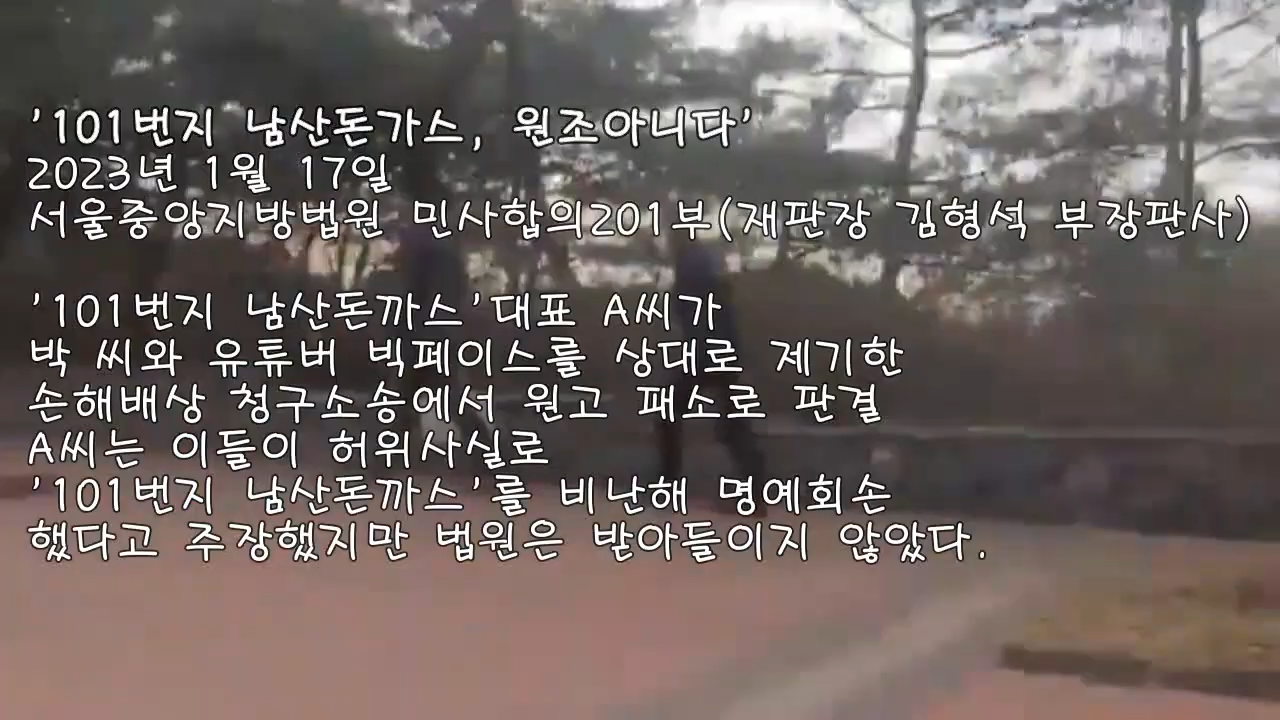 '101번지 남산돈가스, 원조아니다'
2023년 1월 17일
서울중앙지방법원 민사합의201부(재판장 김형석 부장판사)
'101번지 남산돈까스'대표 A씨가
박 씨와 유튜버 빅페이스를 상대로 제기한
손해배상 청구소송에서 원고 패소로 판결
A씨는 이들이 허위사실로
'101번지 남산돈까스'를 비난해 명예회손
했다고 주장했지만 법원은 받아들이지 않았다.